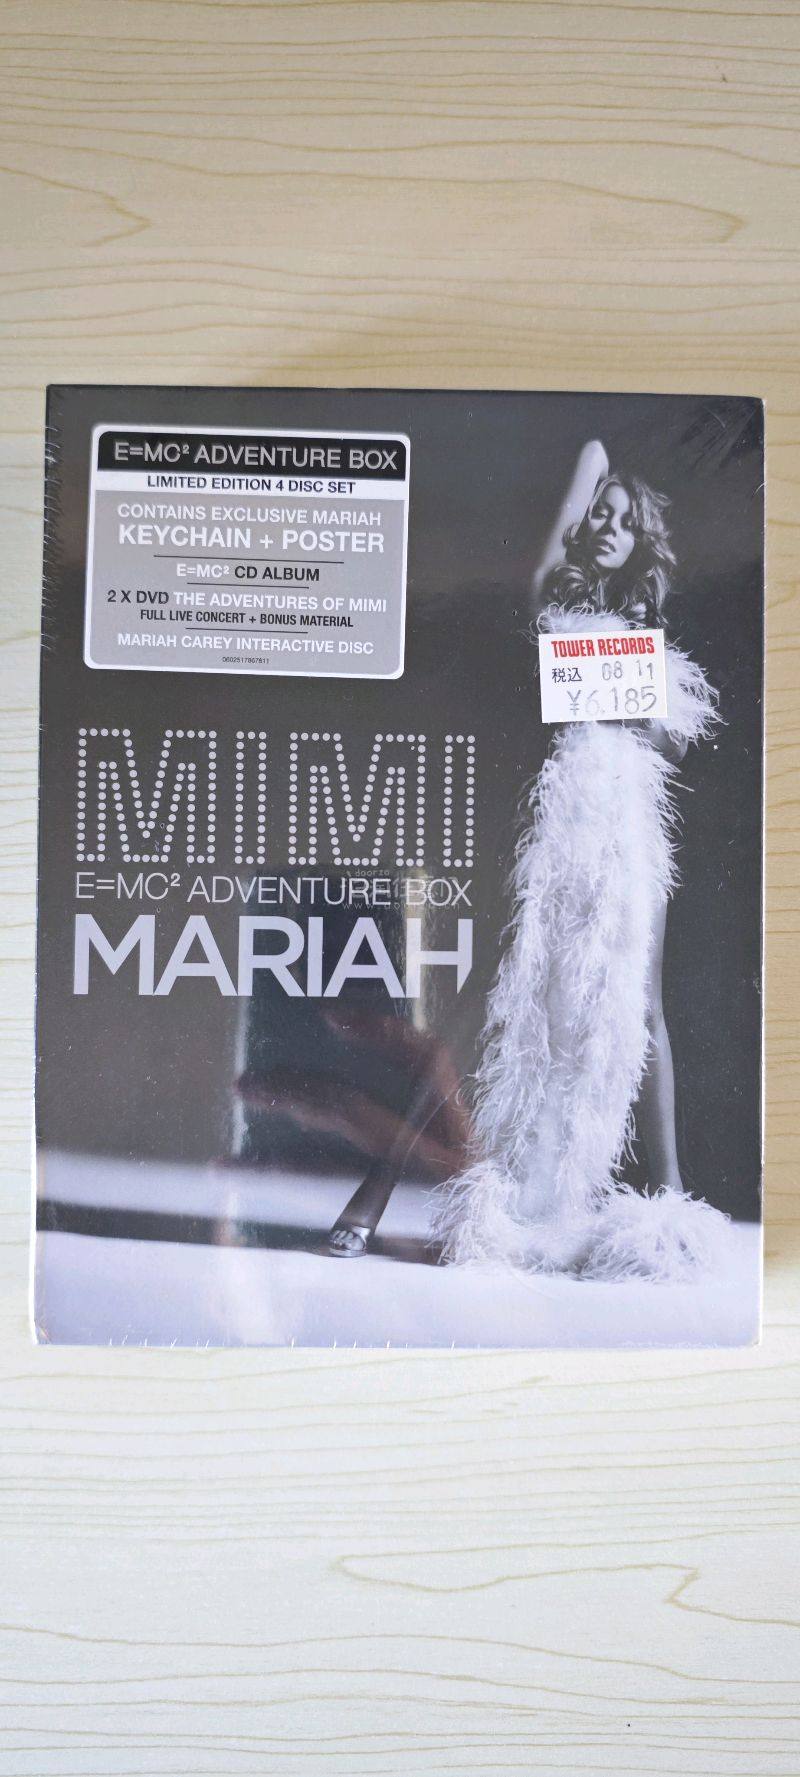 E=MC² ADVENTURE BOX
LIMITED EDITION 4 DISC SET
CONTAINS EXCLUSIVE MARIAH
KEYCHAIN + POSTER
E=MC² CD ALBUM
2 X DVD THE ADVENTURES OF MIMI
FULL LIVE CONCERT + BONUS MATERIAL
MARIAH CAREY INTERACTIVE DISC
0602517867811
TOWER RECORDS
税込 08 11
¥6,185
MIMI
doorzo
E=MC² ADVENTURE BOX
MARIAH